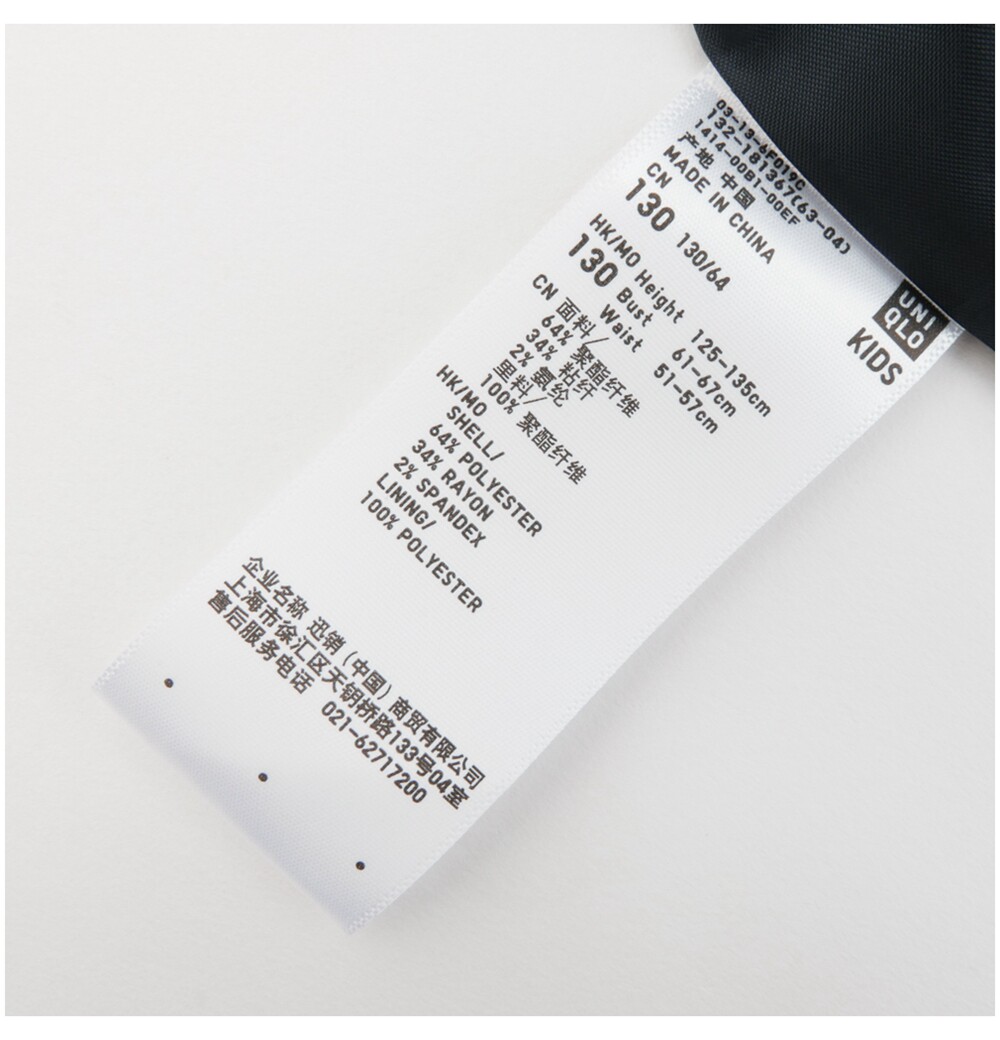 03-13-6F0190
132-181367(63-04)
1414-00B1-00EF
产地 中国
MADE IN CHINA
CN
130 130/64
HK/MO Height 125-135cm
130 Bust 61-67cm
Waist 51-57cm
UNI
QLO
KIDS
CN 面料/
64% 聚酯纤维
34% 粘纤
2% 氨纶
里料/
100% 聚酯纤维
HK/MO
SHELL/
64% POLYESTER
34% RAYON
2% SPANDEX
LINING/
100% POLYESTER
企业名称 迅销(中国)商贸有限公司
上海市徐汇区天钥桥路133号04室
售后服务电话 021-62717200